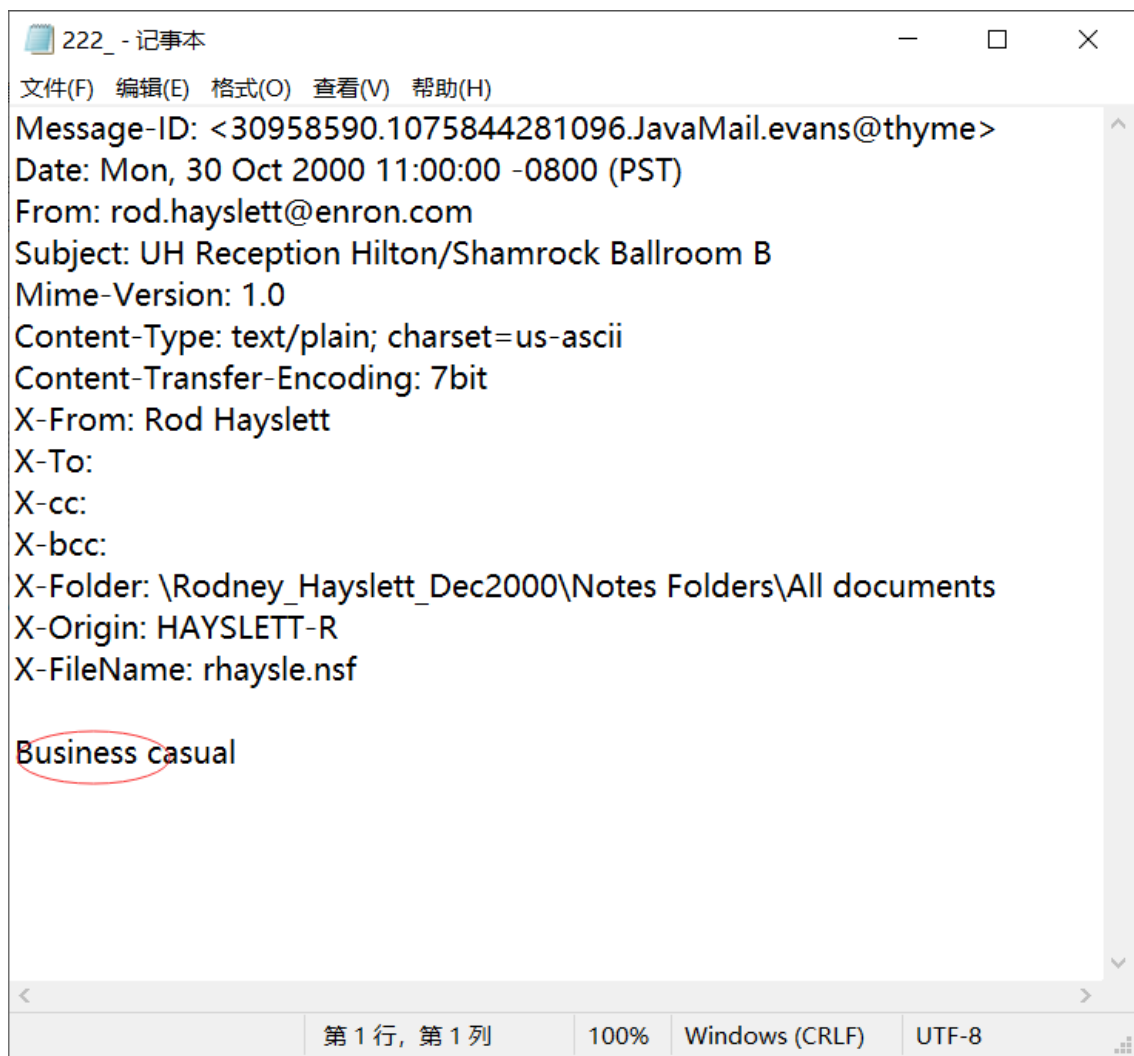 222_ - 记事本
文件(F) 编辑(E) 格式(O) 查看(V) 帮助(H)
Message-ID: <30958590.1075844281096.JavaMail.evans@thyme>
Date: Mon, 30 Oct 2000 11:00:00 -0800 (PST)
From: rod.hayslett@enron.com
Subject: UH Reception Hilton/Shamrock Ballroom B
Mime-Version: 1.0
Content-Type: text/plain; charset=us-ascii
Content-Transfer-Encoding: 7bit
X-From: Rod Hayslett
X-To:
X-cc:
X-bcc:
X-Folder: \Rodney_Hayslett_Dec2000\Notes Folders\All documents
X-Origin: HAYSLETT-R
X-FileName: rhaysle.nsf
Business casual
第 1 行，第 1 列 100% Windows (CRLF) UTF-8